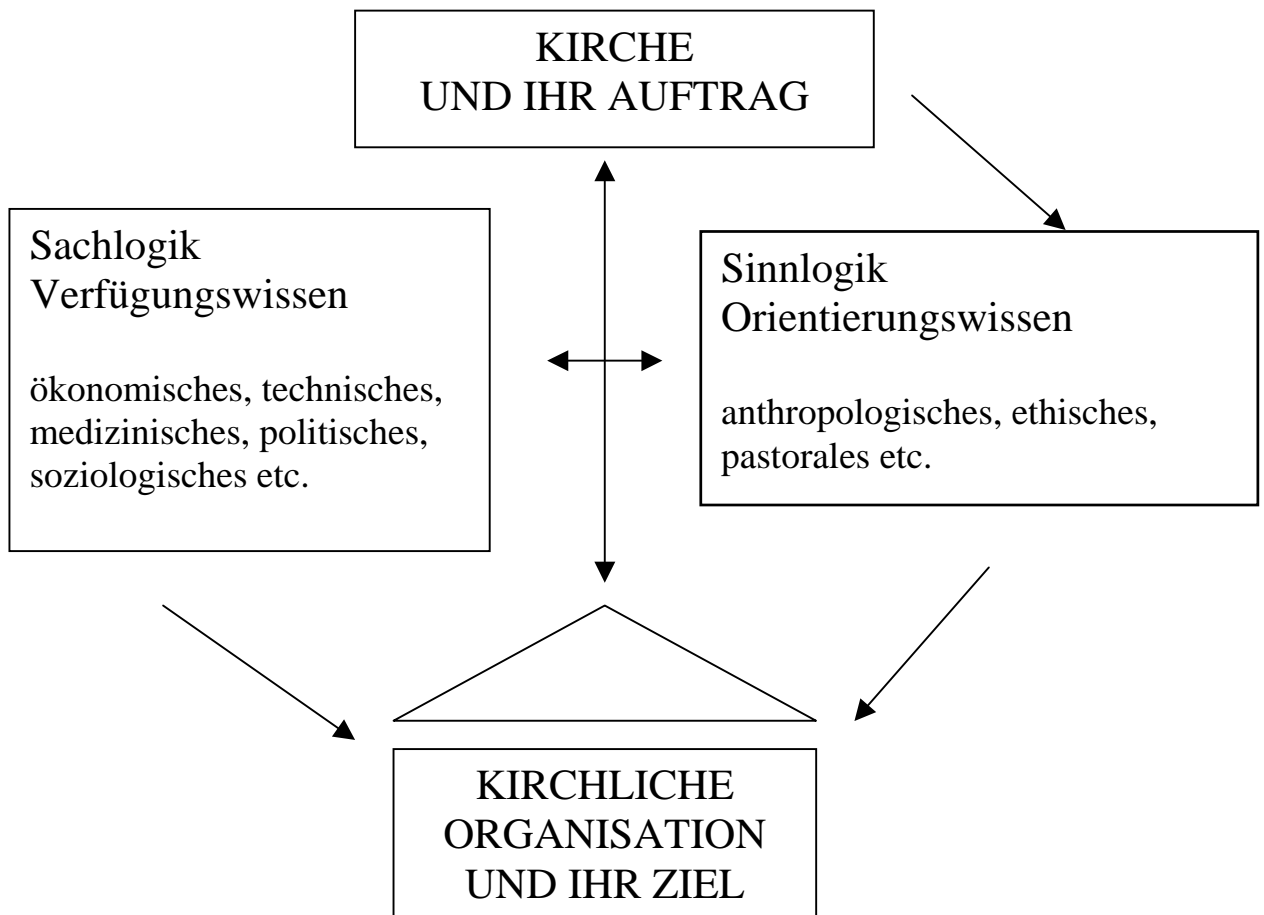 KIRCHE
UND IHR AUFTRAG
Sachlogik
Verfügungswissen
ökonomisches, technisches,
medizinisches, politisches,
soziologisches etc.
Sinnlogik
Orientierungswissen
anthropologisches, ethisches,
pastorales etc.
KIRCHLICHE
ORGANISATION
UND IHR ZIEL